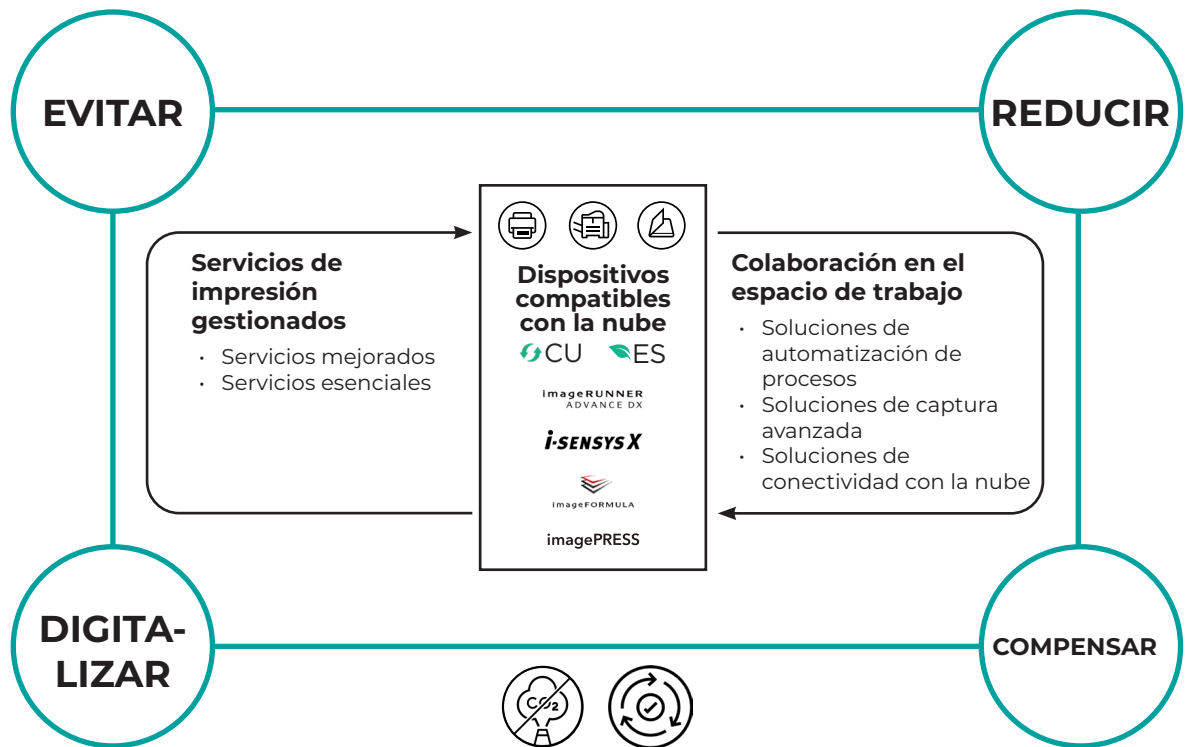 EVITAR
REDUCIR
Servicios de
impresión
gestionados
· Servicios mejorados
· Servicios esenciales
Dispositivos
compatibles
con la nube
CU ES
imageRUNNER
ADVANCE DX
i-SENSYS X
imageFORMULA
imagePRESS
Colaboración en el
espacio de trabajo
· Soluciones de
automatización de
procesos
· Soluciones de captura
avanzada
· Soluciones de
conectividad con la nube
DIGITA-
LIZAR
COMPENSAR
CO2